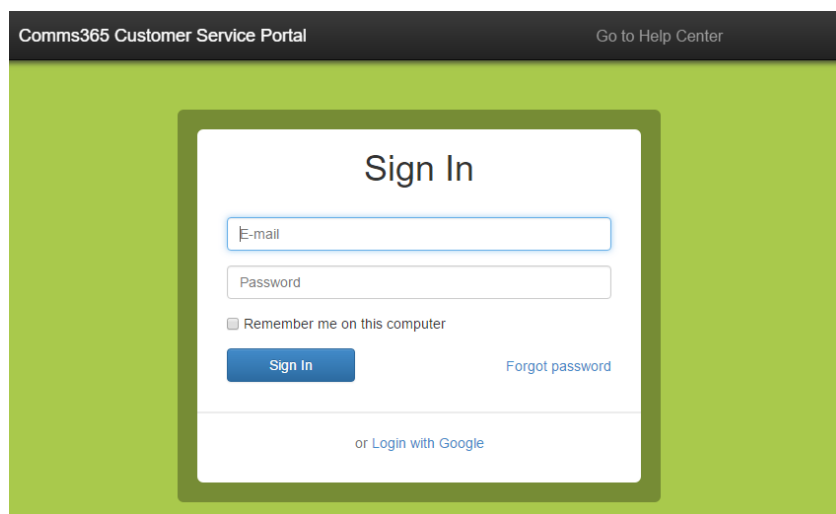 Comms365 Customer Service Portal Go to Help Center
Sign In
E-mail
Password
Remember me on this computer
Sign In Forgot password
or Login with Google